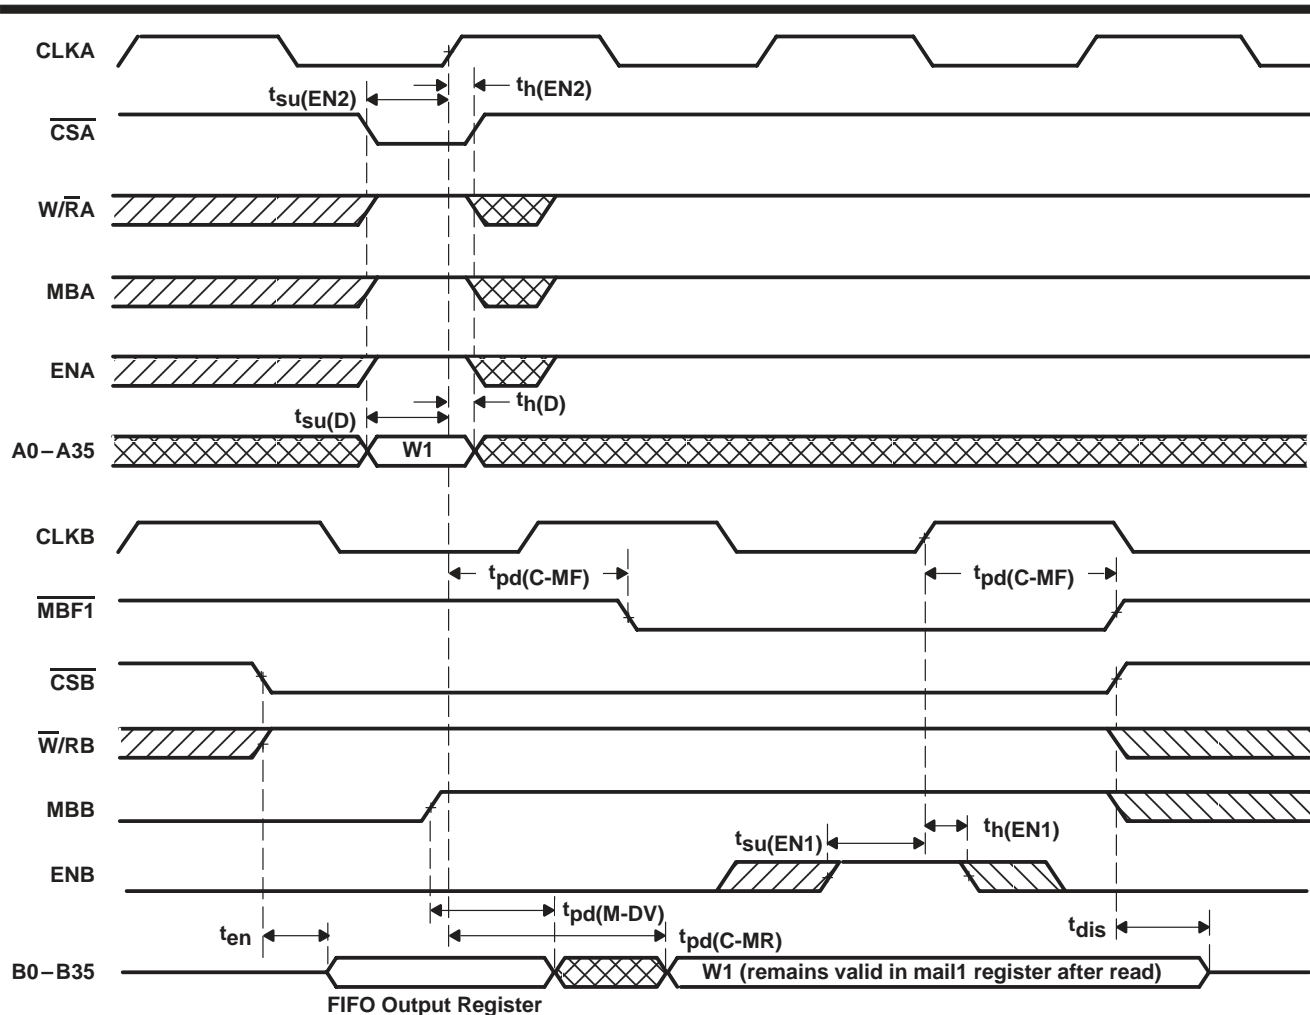 CLKA
tsu(EN2)
th(EN2)
CSA
W/RA
MBA
ENA
tsu(D)
th(D)
A0–A35
W1
CLKB
tpd(C-MF)
tpd(C-MF)
MBF1
CSB
W/RB
MBB
tsu(EN1)
th(EN1)
ENB
ten
tpd(M-DV)
tpd(C-MR)
tdis
B0–B35
W1 (remains valid in mail1 register after read)
FIFO Output Register